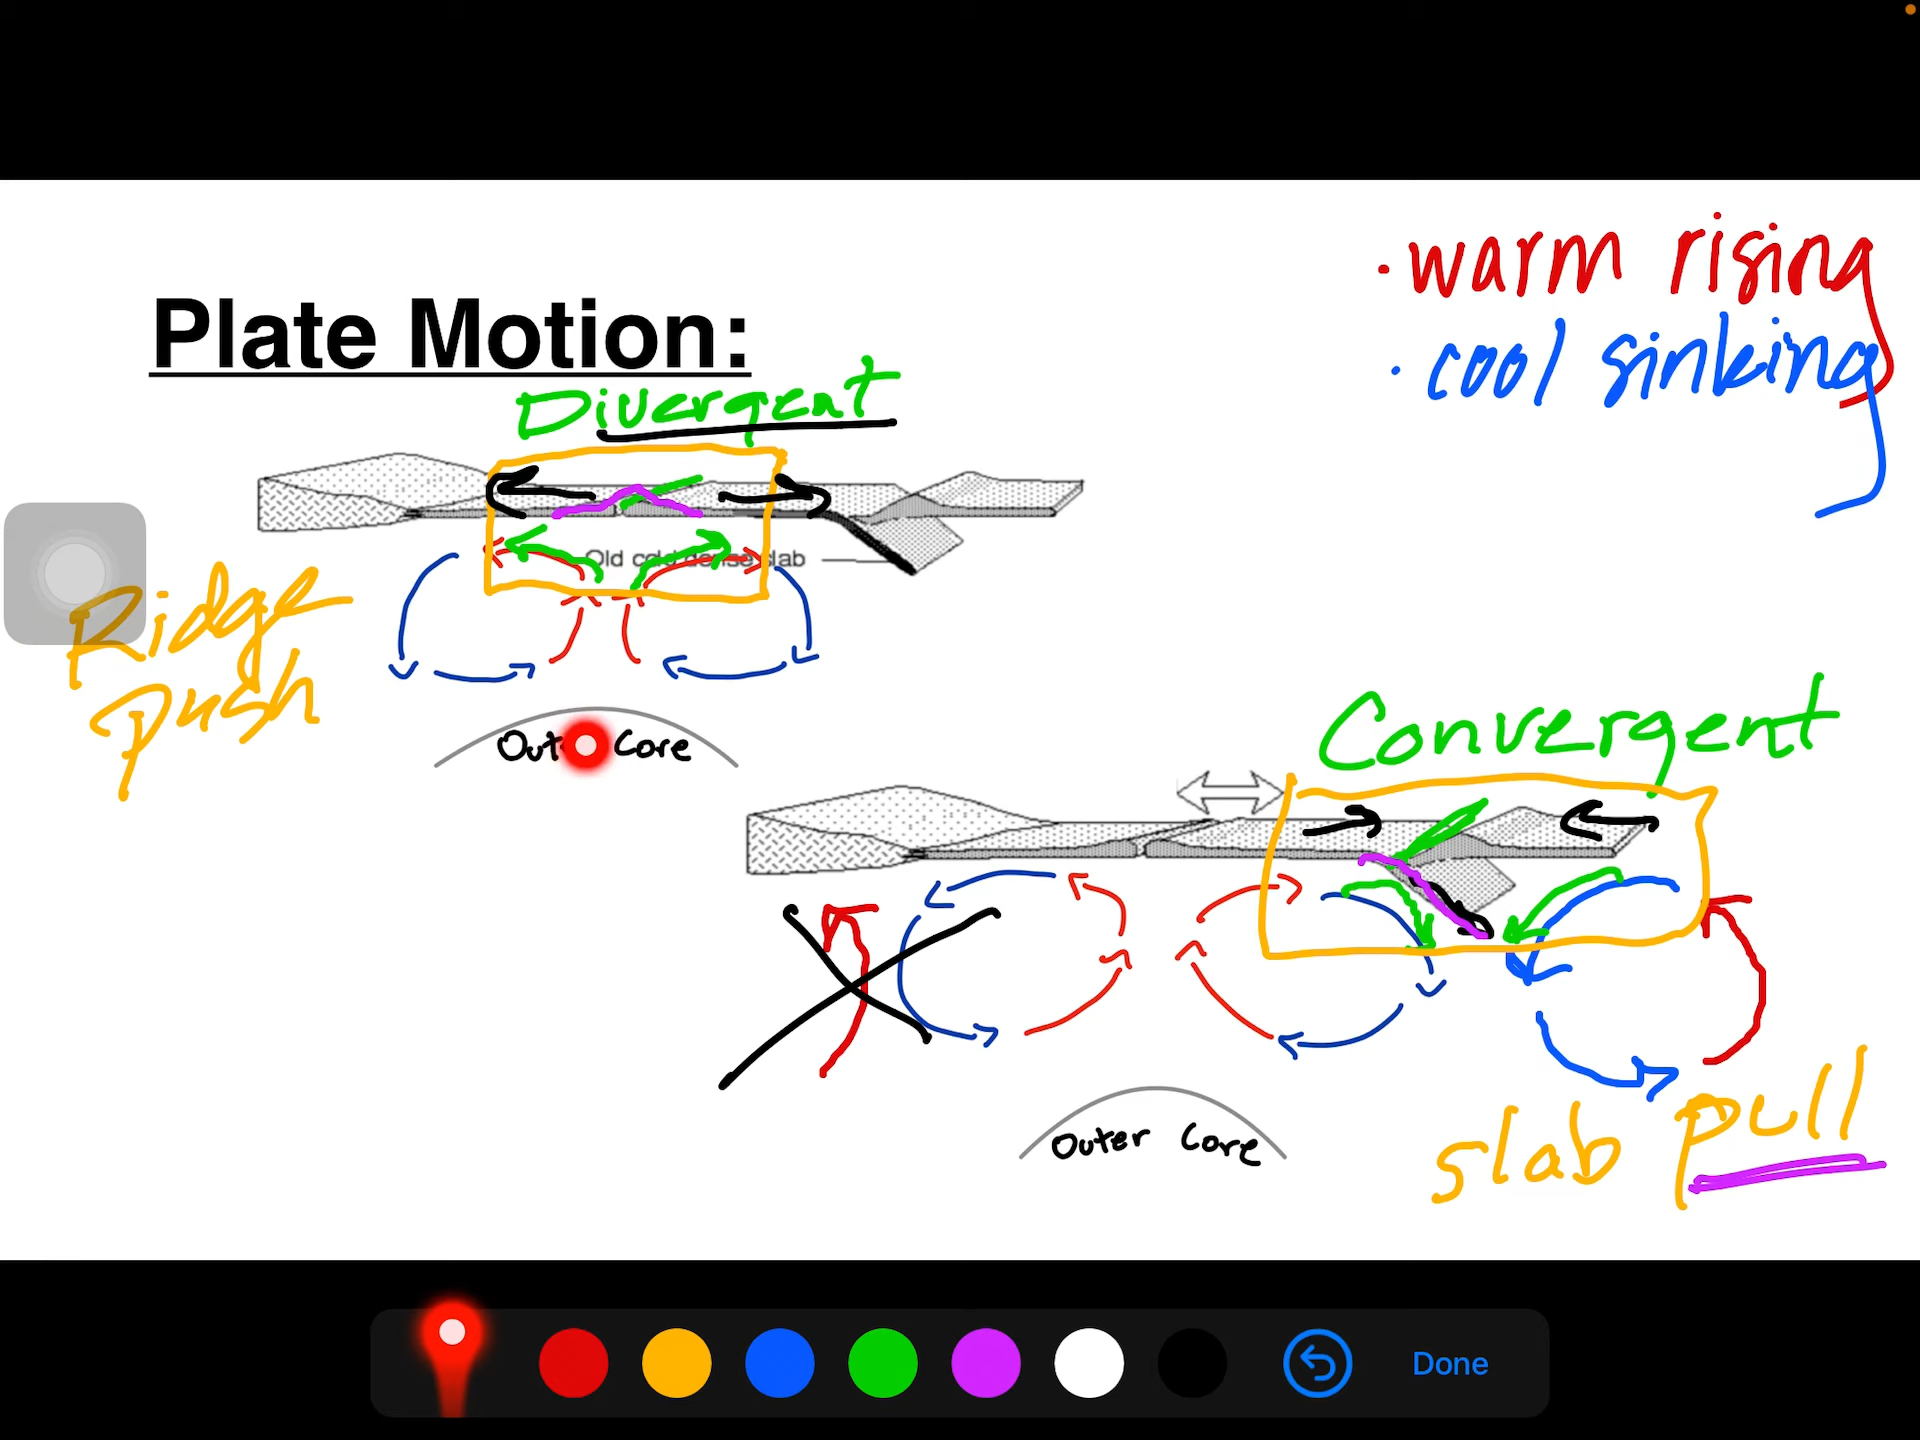 · warm rising
· cool sinking
Plate Motion:
Divergent
Old cold dense slab
Ridge
push
Outer Core
Convergent
Outer Core
slab pull
Done